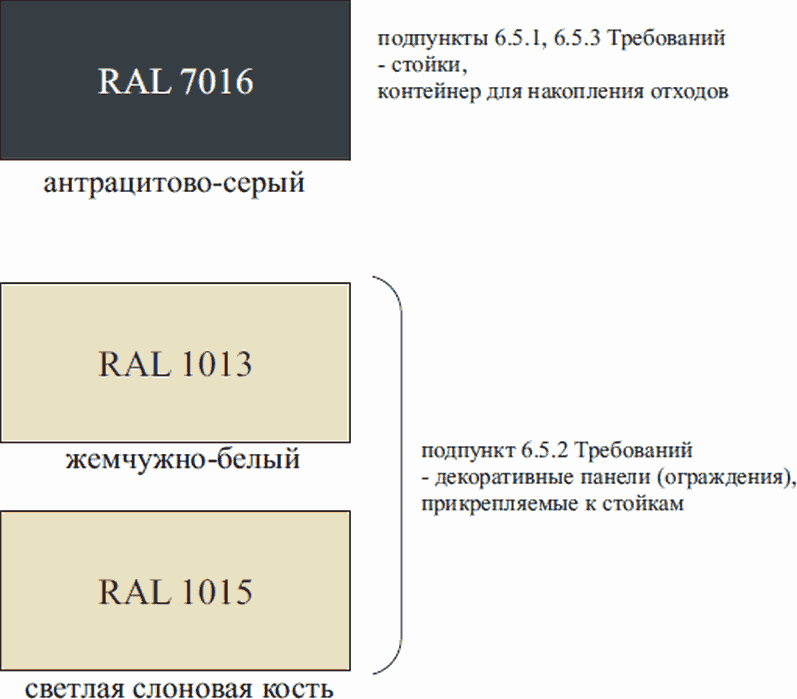 RAL 7016
антрацитово-серый
подпункты 6.5.1, 6.5.3 Требований
- стойки,
контейнер для накопления отходов
RAL 1013
жемчужно-белый
RAL 1015
светлая слоновая кость
подпункт 6.5.2 Требований
- декоративные панели (ограждения),
прикрепляемые к стойкам